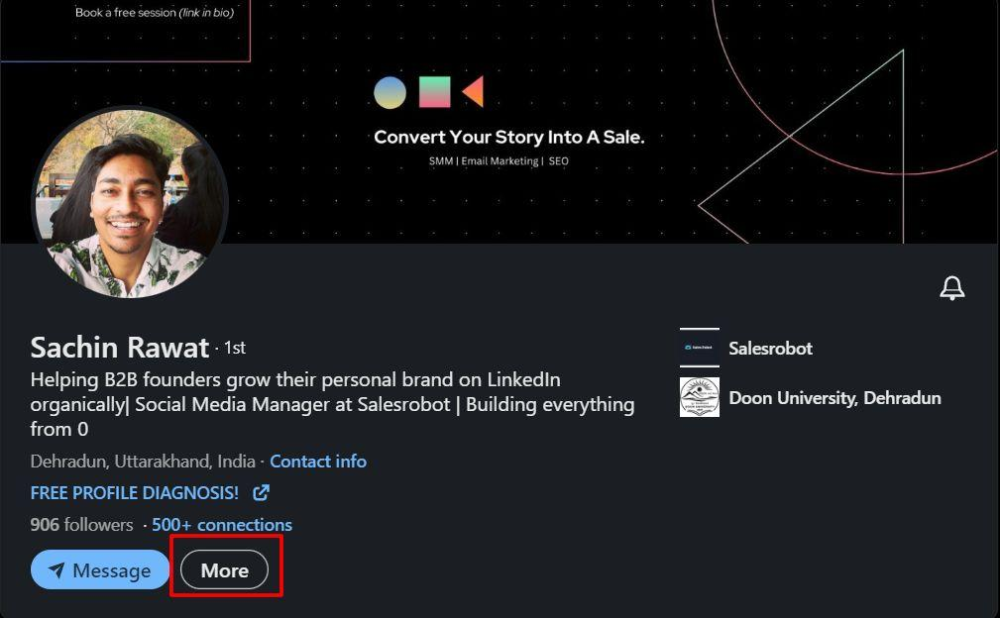 Book a free session (link in bio)
Convert Your Story Into A Sale.
SMM | Email Marketing | SEO
Sachin Rawat · 1st
Helping B2B founders grow their personal brand on LinkedIn
organically| Social Media Manager at Salesrobot | Building everything
from 0
Dehradun, Uttarakhand, India · Contact info
FREE PROFILE DIAGNOSIS!
906 followers · 500+ connections
Message
More
Salesrobot
Doon University, Dehradun